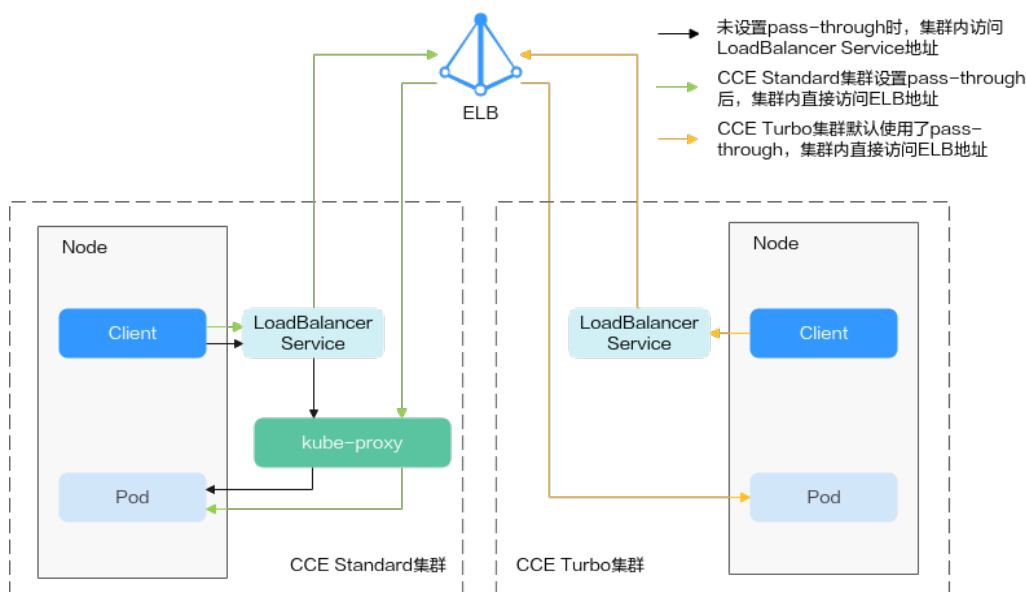 ELB
未设置pass-through时，集群内访问
LoadBalancer Service地址
CCE Standard集群设置pass-through
后，集群内直接访问ELB地址
CCE Turbo集群默认使用了pass-
through，集群内直接访问ELB地址
Node
Client
LoadBalancer
Service
kube-proxy
Pod
CCE Standard集群
Node
LoadBalancer
Service
Client
Pod
CCE Turbo集群